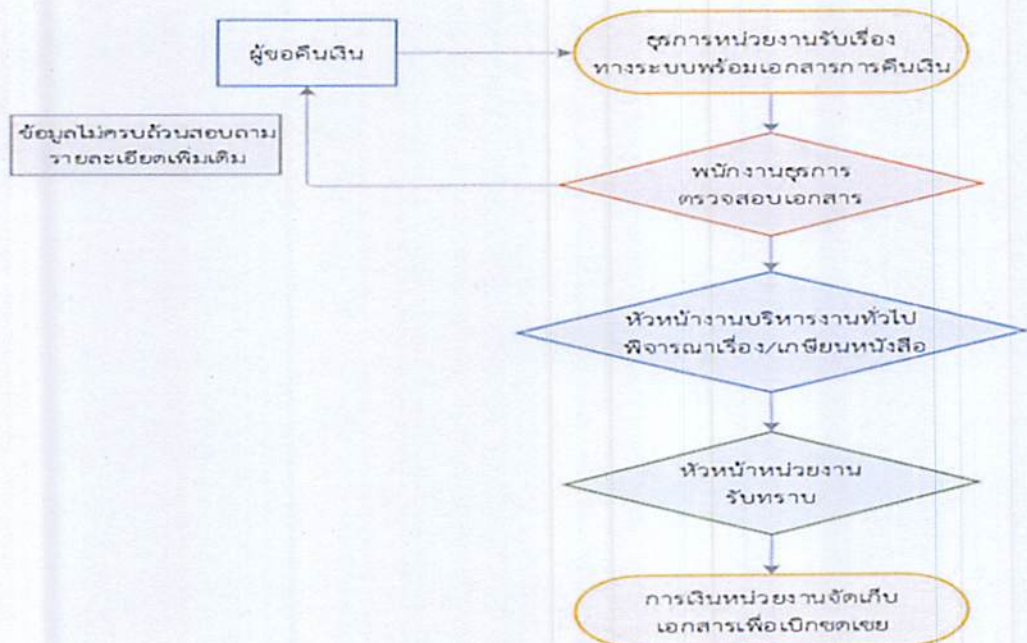 ผู้ขอคืนเงิน
ธุรการหน่วยงานรับเรื่อง
ทางระบบพร้อมเอกสารการคืนเงิน
ข้อมูลไม่ครบถ้วนสอบถาม
รายละเอียดเพิ่มเติม
พนักงานธุรการ
ตรวจสอบเอกสาร
หัวหน้างานบริหารงานทั่วไป
พิจารณาเรื่อง/เกษียนหนังสือ
หัวหน้าหน่วยงาน
รับทราบ
การเงินหน่วยงานจัดเก็บ
เอกสารเพื่อเบิกชดเชย